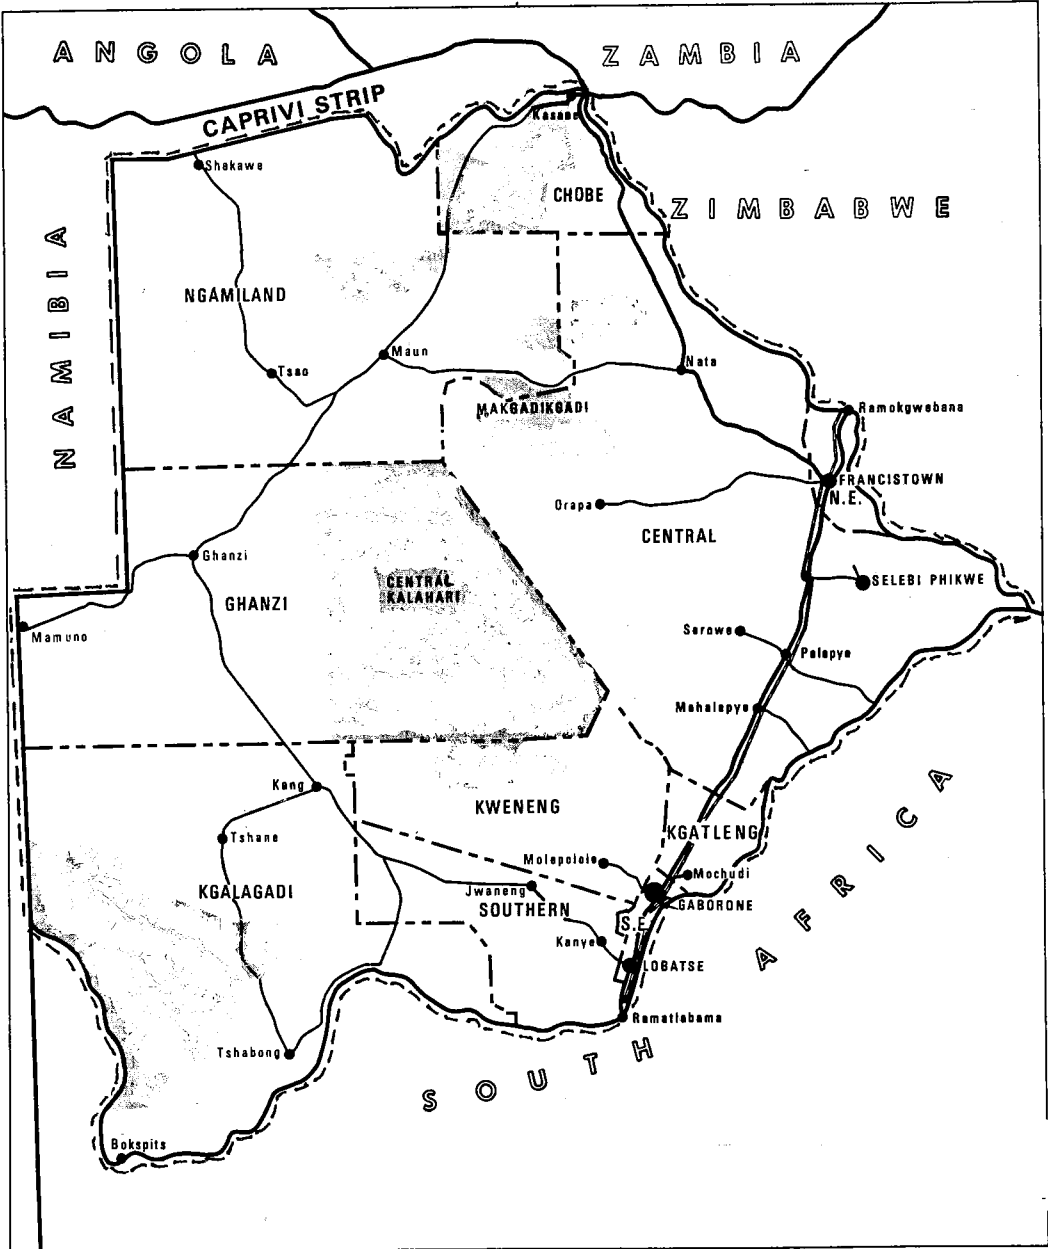 ANGOLA
ZAMBIA
CAPRIVI STRIP
Kasane
Shakawe
CHOBE
ZIMBABWE
NAMIBIA
NGAMILAND
Maun
Nata
Tsao
MAKGADIKGADI
Ramokgwebana
FRANCISTOWN
N.E.
Orapa
CENTRAL
Ghanzi
SELEBI PHIKWE
CENTRAL
KALAHARI
GHANZI
Mamuno
Serowe
Palapye
Mahalapye
Kang
KWENENG
Tshane
KGATLENG
Molepolole
Mochudi
KGALAGADI
Jwaneng
GABORONE
SOUTHERN
S.E.
Kanye
LOBATSE
Ramatlabama
Tshabong
SOUTH AFRICA
Bokspits